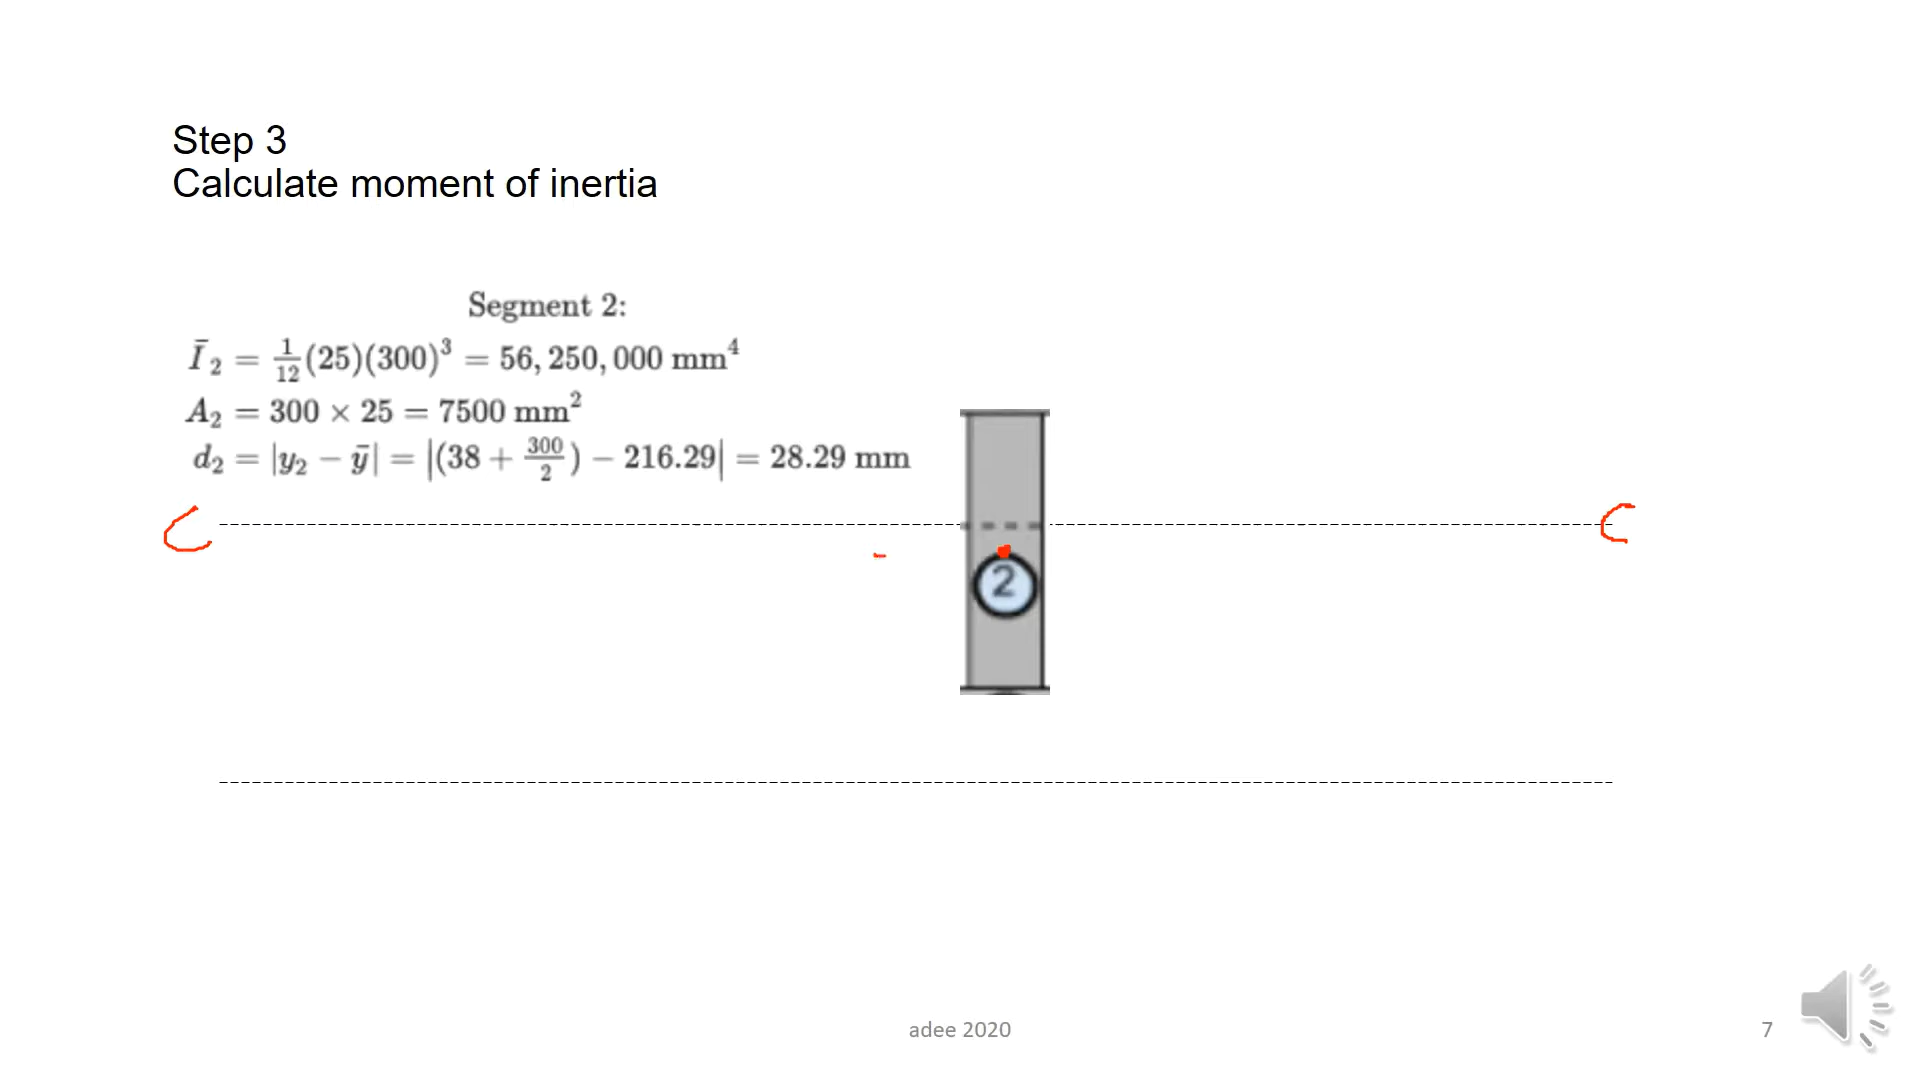 Step 3
Calculate moment of inertia
Segment 2:
Ī₂ = 1/12(25)(300)³ = 56,250,000 mm⁴
A₂ = 300 × 25 = 7500 mm²
d₂ = |y₂ − ȳ| = |(38 + 300/2) − 216.29| = 28.29 mm
C C
2
adee 2020
7